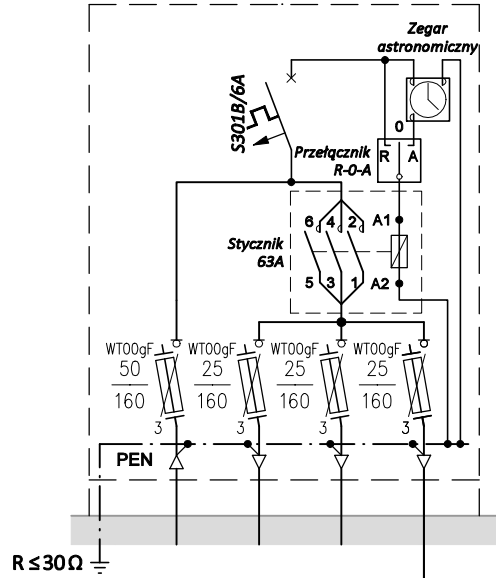 Zegar
astronomiczny
S301B/6A
0
Przełącznik
R-0-A
R A
6 4 2
A1
Stycznik
63A
5 3 1
A2
WT00gF
50
160
3
WT00gF
25
160
3
WT00gF
25
160
3
WT00gF
25
160
3
PEN
R ≤30Ω